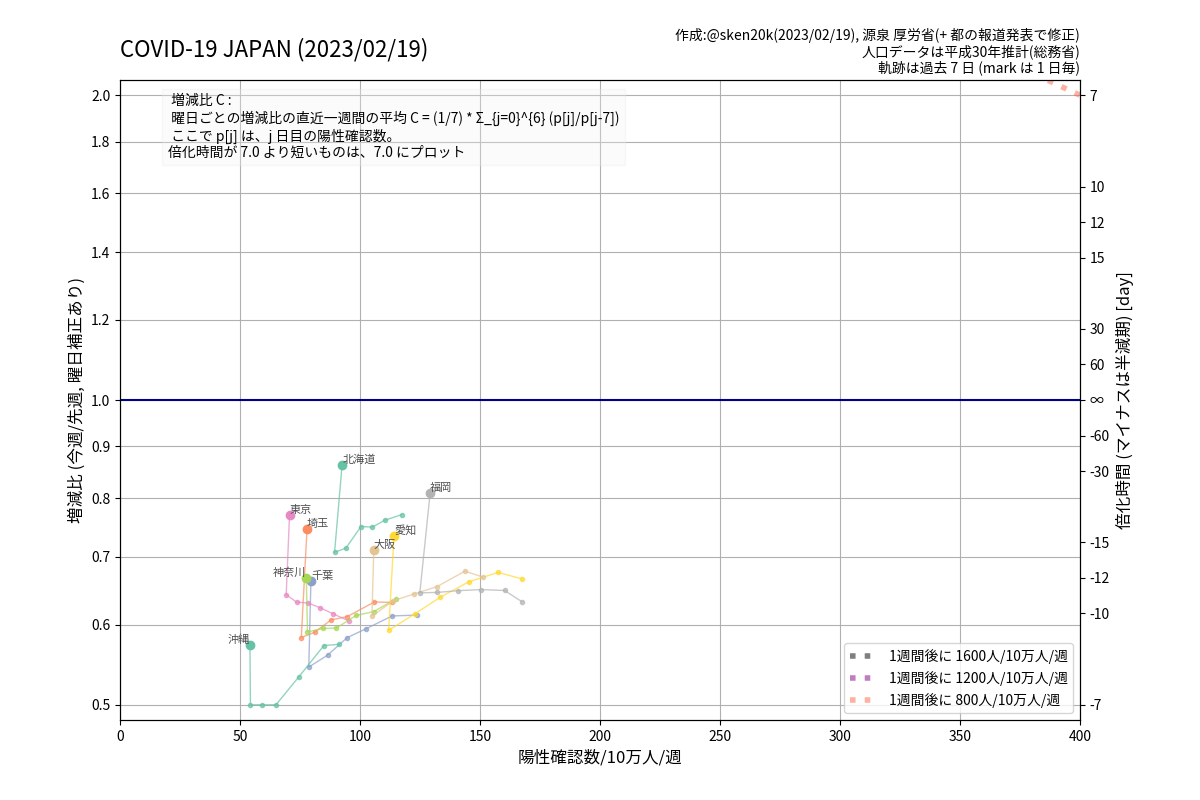 COVID-19 JAPAN (2023/02/19)
作成:@sken20k(2023/02/19), 源泉 厚労省(+ 都の報道発表で修正)
人口データは平成30年推計(総務省)
軌跡は過去 7 日 (mark は 1 日毎)
増減比 C :
曜日ごとの増減比の直近一週間の平均 C = (1/7) * Σ_{j=0}^{6} (p[j]/p[j-7])
ここで p[j] は、j 日目の陽性確認数。
倍化時間が 7.0 より短いものは、7.0 にプロット
増減比 (今週/先週, 曜日補正あり)
2.0
1.8
1.6
1.4
1.2
1.0
0.9
0.8
0.7
0.6
0.5
7
10
12
15
30
60
∞
-60
-30
-15
-12
-10
-7
倍化時間 (マイナスは半減期) [day]
北海道
福岡
東京
埼玉
愛知
大阪
神奈川
千葉
沖縄
1週間後に 1600人/10万人/週
1週間後に 1200人/10万人/週
1週間後に 800人/10万人/週
0 50 100 150 200 250 300 350 400
陽性確認数/10万人/週